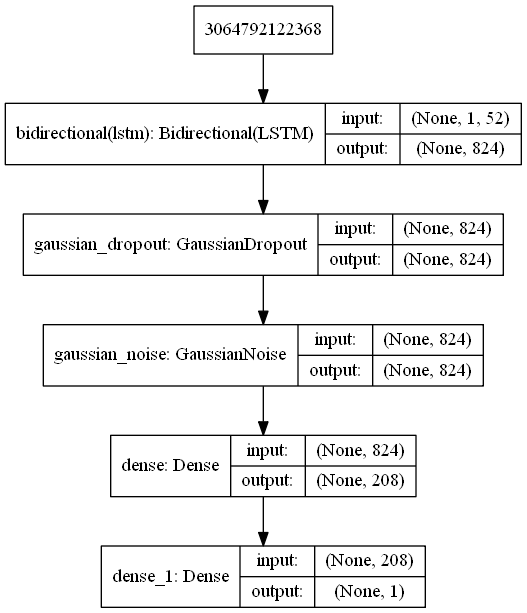 3064792122368
bidirectional(lstm): Bidirectional(LSTM)
input:
(None, 1, 52)
output:
(None, 824)
gaussian_dropout: GaussianDropout
input:
(None, 824)
output:
(None, 824)
gaussian_noise: GaussianNoise
input:
(None, 824)
output:
(None, 824)
dense: Dense
input:
(None, 824)
output:
(None, 208)
dense_1: Dense
input:
(None, 208)
output:
(None, 1)